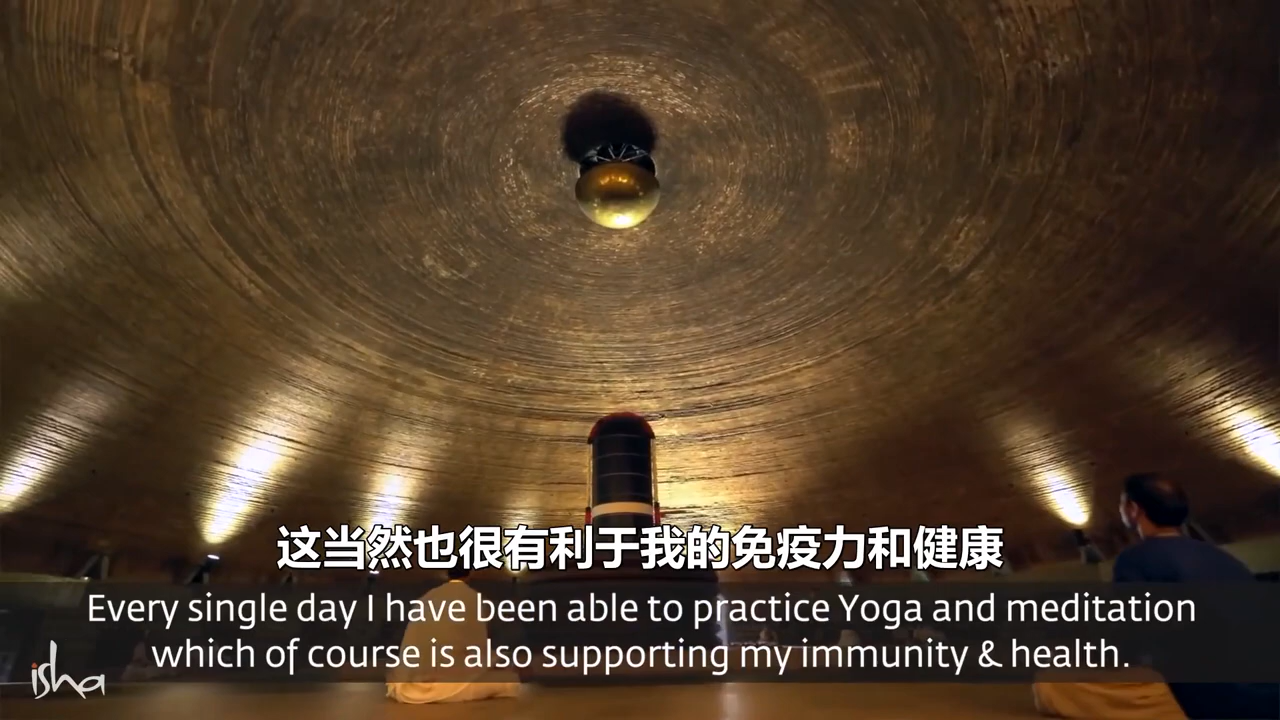 这当然也很有利于我的免疫力和健康
Every single day I have been able to practice Yoga and meditation
which of course is also supporting my immunity & health.
isha